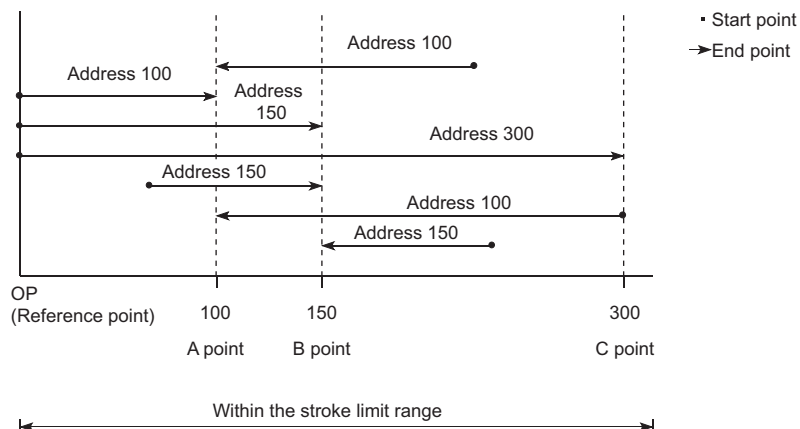 Start point
End point
Address 100
Address 100
Address
150
Address 300
Address 150
Address 100
Address 150
OP
(Reference point)
100
150
300
A point
B point
C point
Within the stroke limit range